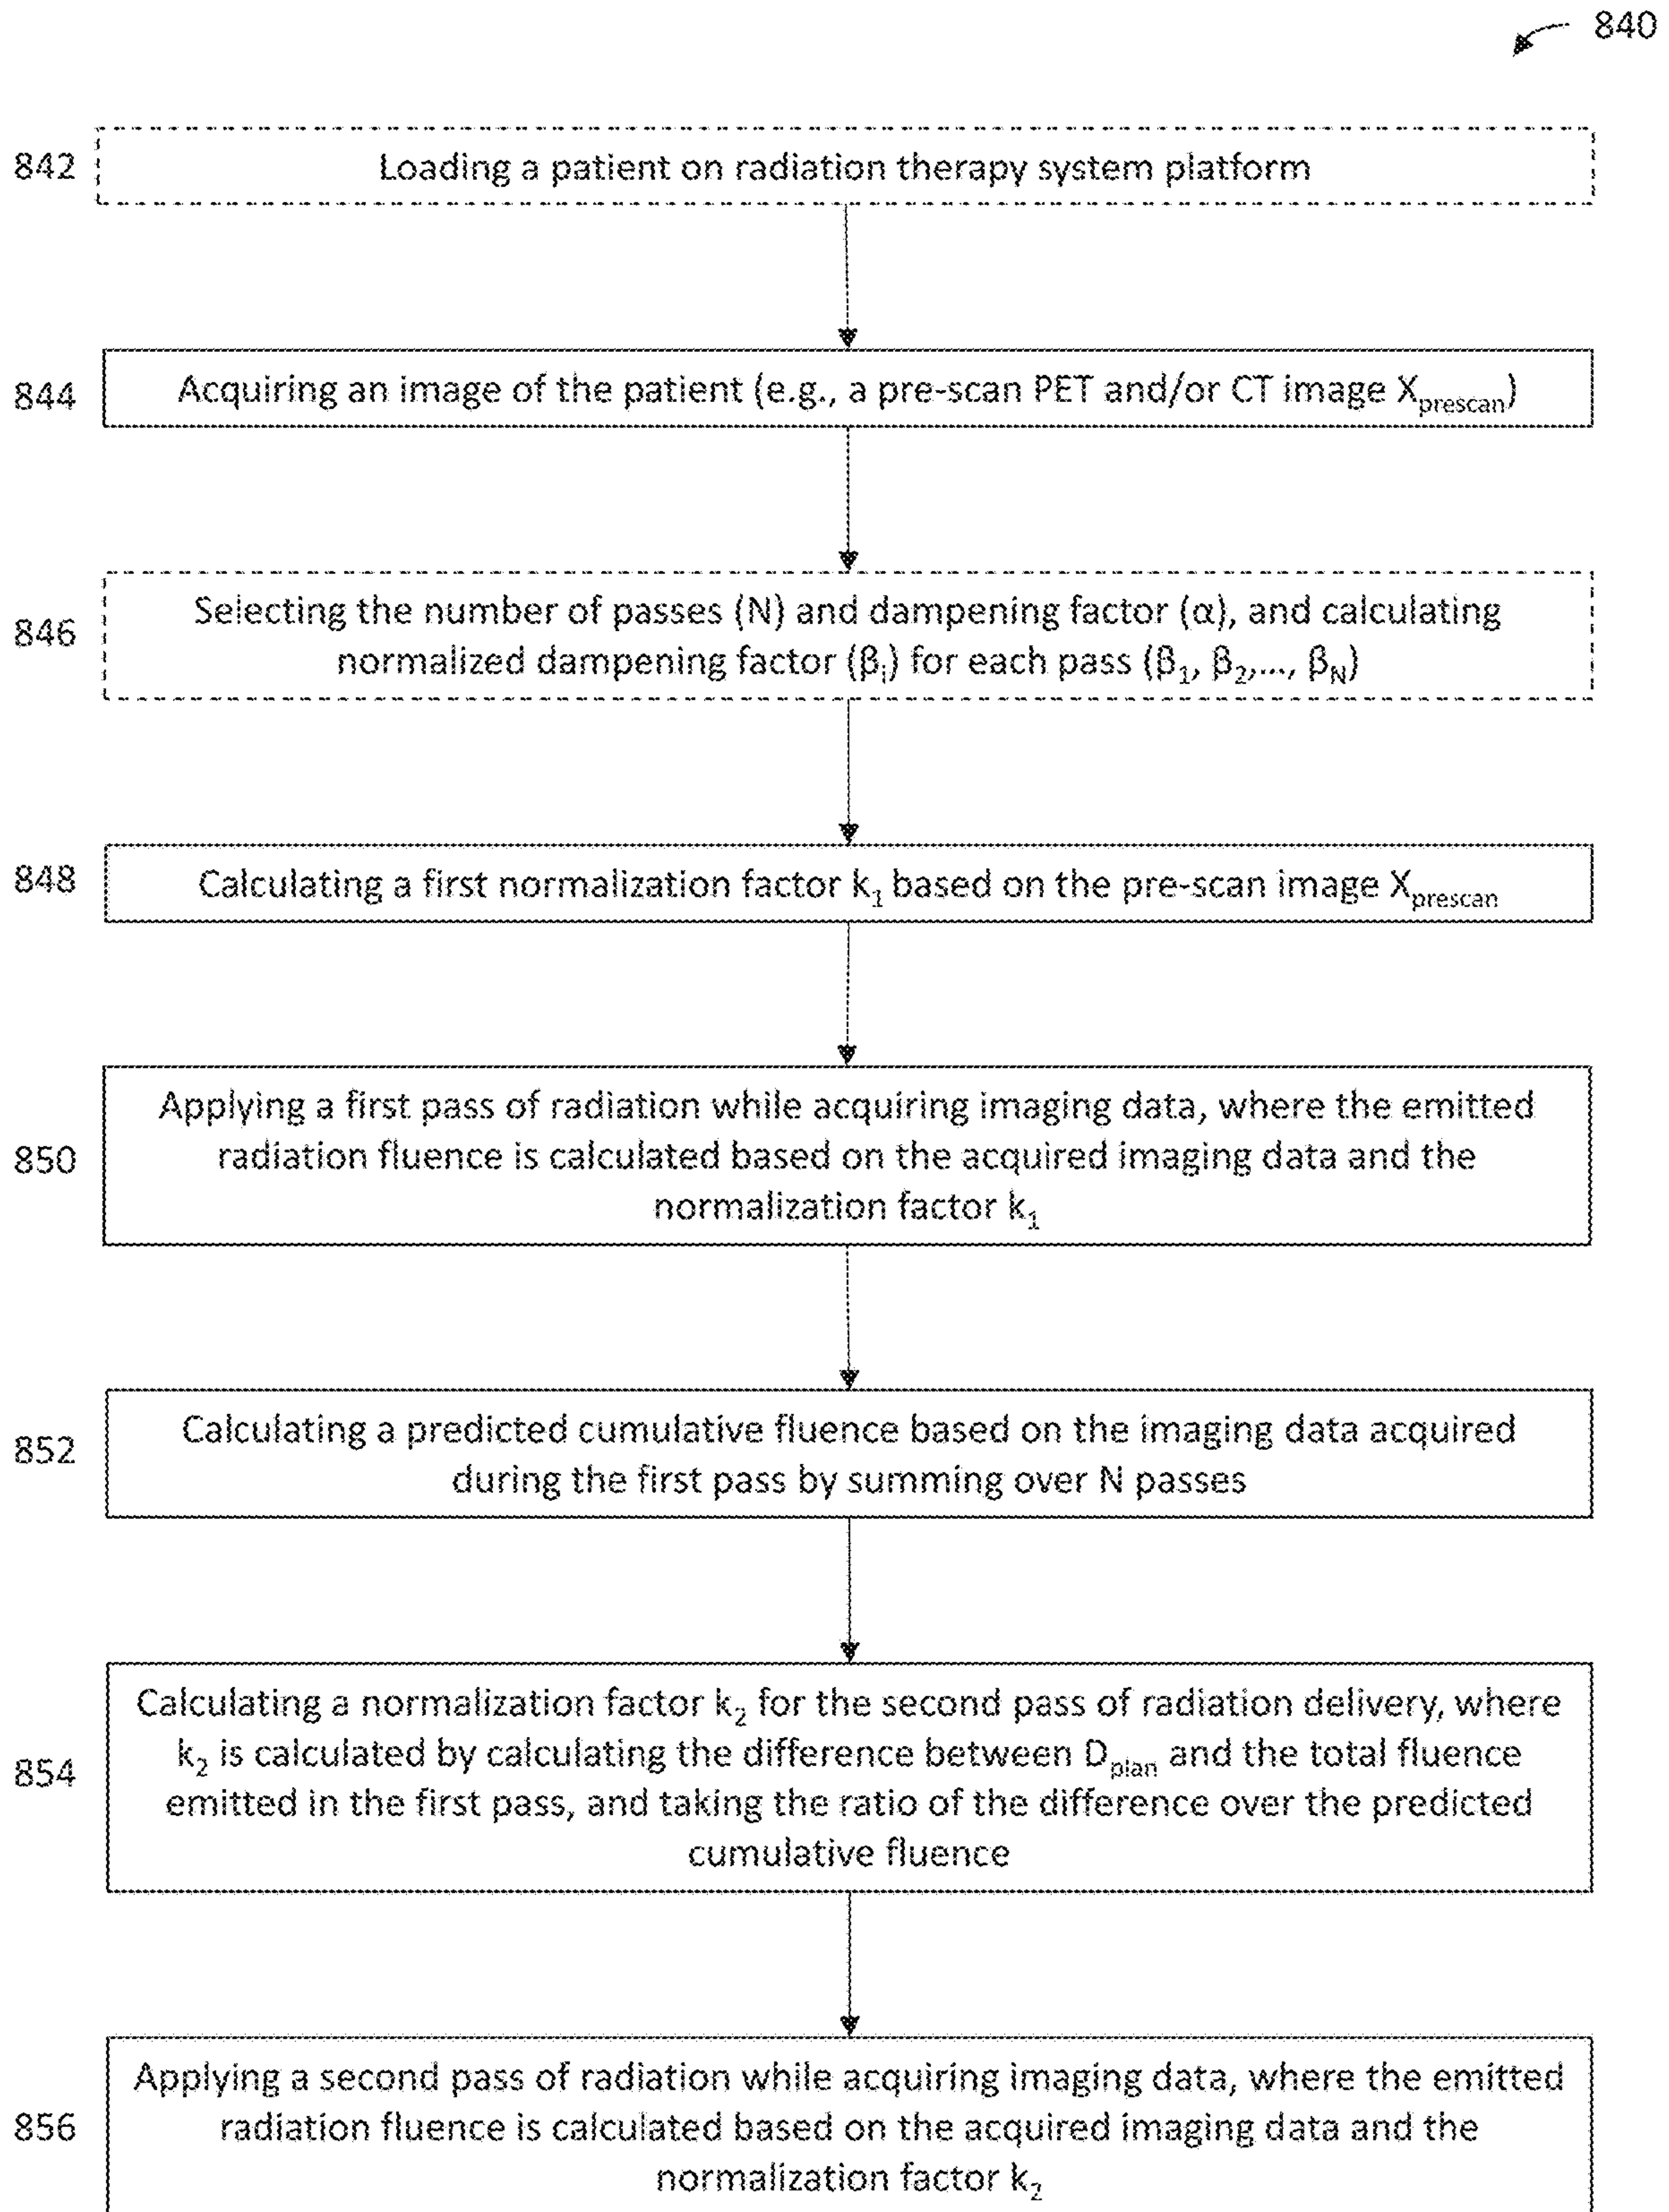 840
842
Loading a patient on radiation therapy system platform
844
Acquiring an image of the patient (e.g., a pre-scan PET and/or CT image Xprescan)
846
Selecting the number of passes (N) and dampening factor (α), and calculating
normalized dampening factor (βi) for each pass (β1, β2,..., βN)
848
Calculating a first normalization factor k1 based on the pre-scan image Xprescan
850
Applying a first pass of radiation while acquiring imaging data, where the emitted
radiation fluence is calculated based on the acquired imaging data and the
normalization factor k1
852
Calculating a predicted cumulative fluence based on the imaging data acquired
during the first pass by summing over N passes
854
Calculating a normalization factor k2 for the second pass of radiation delivery, where
k2 is calculated by calculating the difference between Dplan and the total fluence
emitted in the first pass, and taking the ratio of the difference over the predicted
cumulative fluence
856
Applying a second pass of radiation while acquiring imaging data, where the emitted
radiation fluence is calculated based on the acquired imaging data and the
normalization factor k2